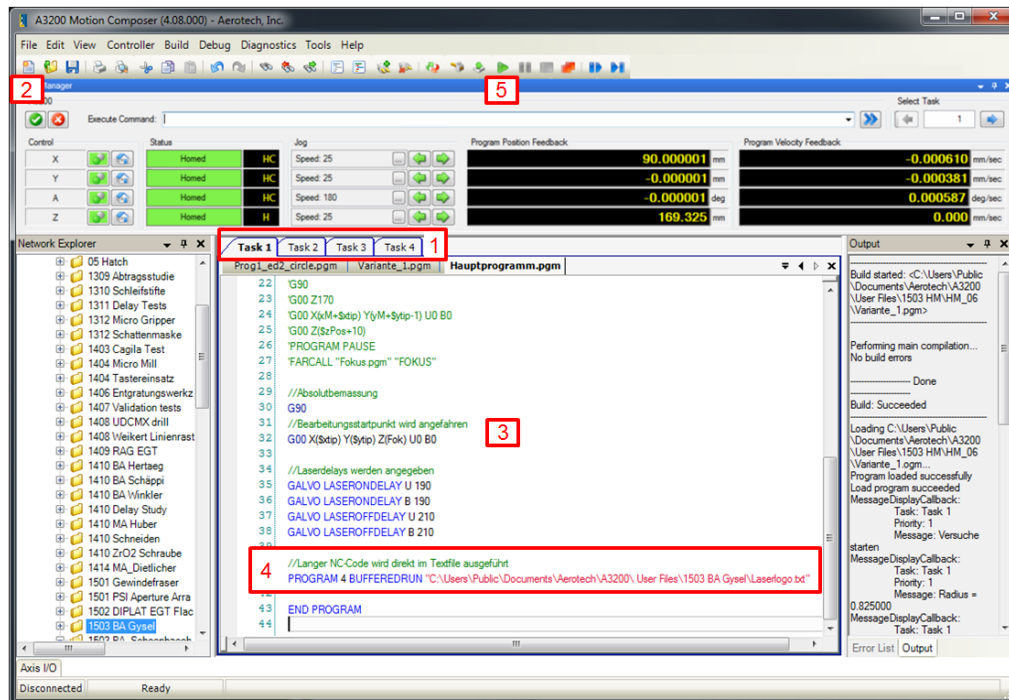 A3200 Motion Composer (4.08.000) - Aerotech, Inc.
File Edit View Controller Build Debug Diagnostics Tools Help
2
5
Select Task
Execute Command:
1
Control Status Jog Program Position Feedback Program Velocity Feedback
X Homed HC Speed: 25 ... 90.000001 mm -0.000610 mm/sec
Y Homed HC Speed: 25 ... -0.000001 mm -0.000381 mm/sec
A Homed HC Speed: 180 ... -0.000001 deg 0.000587 deg/sec
Z Homed H Speed: 25 ... 169.325 mm 0.000 mm/sec
Network Explorer
05 Hatch
1309 Abtragsstudie
1310 Schleifstifte
1311 Delay Tests
1312 Micro Gripper
1312 Schattenmaske
1403 Cagila Test
1404 Micro Mill
1404 Tastereinsatz
1406 Entgratungswerkz
1407 Validation tests
1408 UDCMX drill
1408 Weikert Linienrast
1409 RAG EGT
1410 BA Hertaeg
1410 BA Schäppi
1410 BA Winkler
1410 Delay Study
1410 MA Huber
1410 Schneiden
1410 ZrO2 Schraube
1414 MA_Dietlicher
1501 Gewindefraser
1501 PSI Aperture Arra
1502 DIPLAT EGT Flac
1503 BA Gysel
Task 1 Task 2 Task 3 Task 4 1
Prog1_ed2_circle.pgm Variante_1.pgm Hauptprogramm.pgm
22 'G90
23 'G00 Z170
24 'G00 X(xM+$xtip) Y(yM+$ytip-1) U0 B0
25 'G00 Z($zPos+10)
26 'PROGRAM PAUSE
27 'FARCALL "Fokus.pgm" "FOKUS"
28
29 //Absolutbemassung
30 G90
31 //Bearbeitungsstartpunkt wird angefahren
32 G00 X($xtip) Y($ytip) Z(Fok) U0 B0
3
33
34 //Laserdelays werden angegeben
35 GALVO LASERONDELAY U 190
36 GALVO LASERONDELAY B 190
37 GALVO LASEROFFDELAY U 210
38 GALVO LASEROFFDELAY B 210
4
//Langer NC-Code wird direkt im Textfile ausgeführt
PROGRAM 4 BUFFEREDRUN "C:\Users\Public\Documents\Aerotech\A3200\ User Files\1503 BA Gysel\Laserlogo.txt"
43 END PROGRAM
44
Output
Build started: <C:\Users\Public
\Documents\Aerotech\A3200
\User Files\1503 HM\HM_06
\Variante_1.pgm>
Performing main compilation...
No build errors
Done
Build: Succeeded
Loading C:\Users\Public
\Documents\Aerotech\A3200
\User Files\1503 HM\HM_06
\Variante_1.ogm...
Program loaded successfully
Load program succeeded
MessageDisplayCallback:
Task: Task 1
Priority: 1
Message: Versuche
starten
MessageDisplayCallback:
Task: Task 1
Priority: 1
Message: Radius =
0.825000
MessageDisplayCallback:
Task: Task 1
Error List Output
Axis I/O
Disconnected Ready